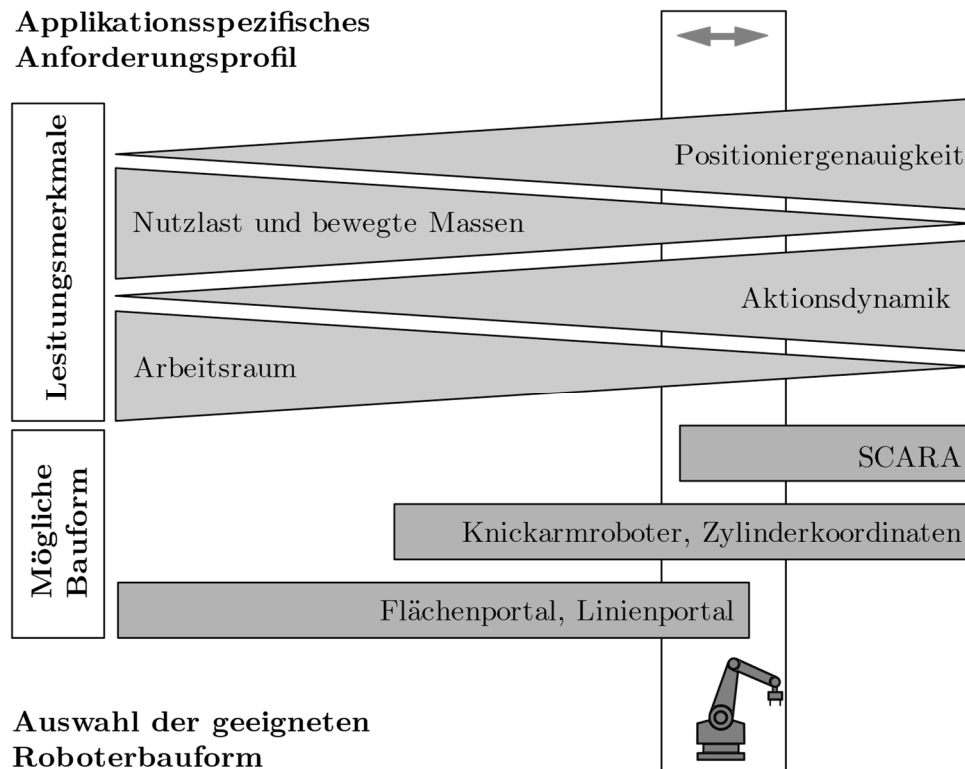 Applikationsspezifisches
Anforderungsprofil
Lesitungsmerkmale
Positioniergenauigkeit
Nutzlast und bewegte Massen
Aktionsdynamik
Arbeitsraum
Mögliche
Bauform
SCARA
Knickarmroboter, Zylinderkoordinaten
Flächenportal, Linienportal
Auswahl der geeigneten
Roboterbauform